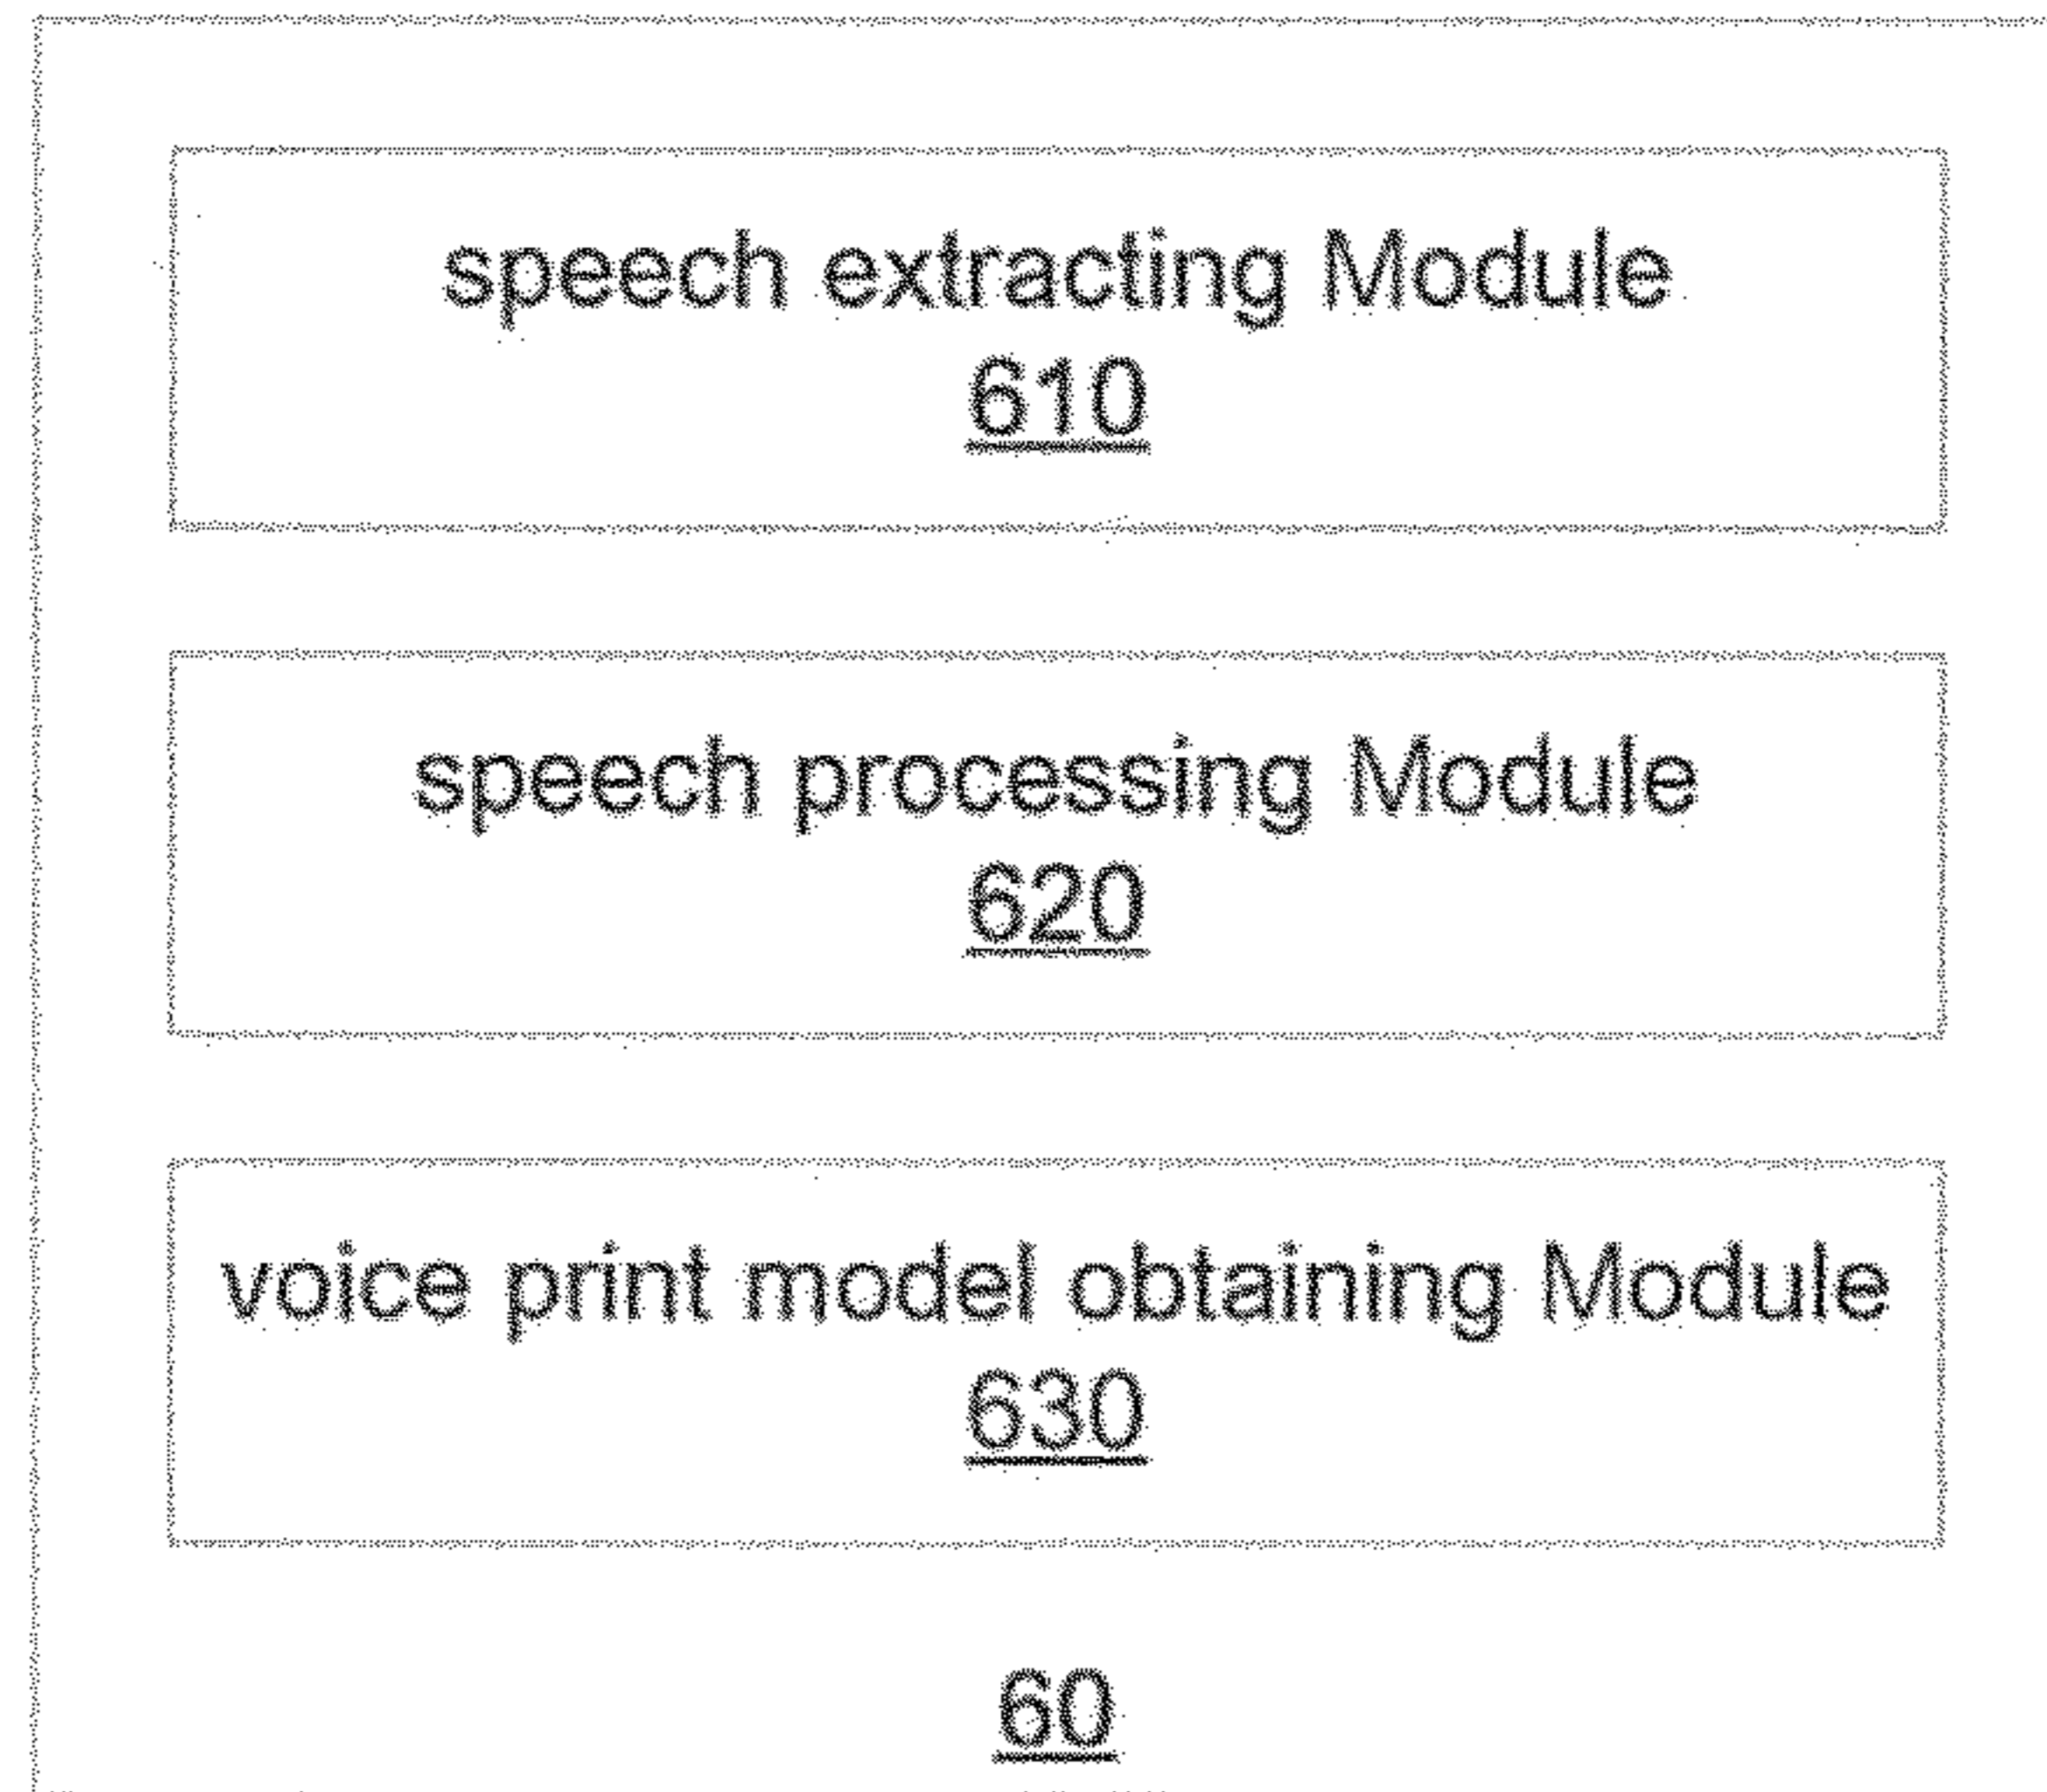 speech extracting Module
610
speech processing Module
620
voice print model obtaining Module
630
60